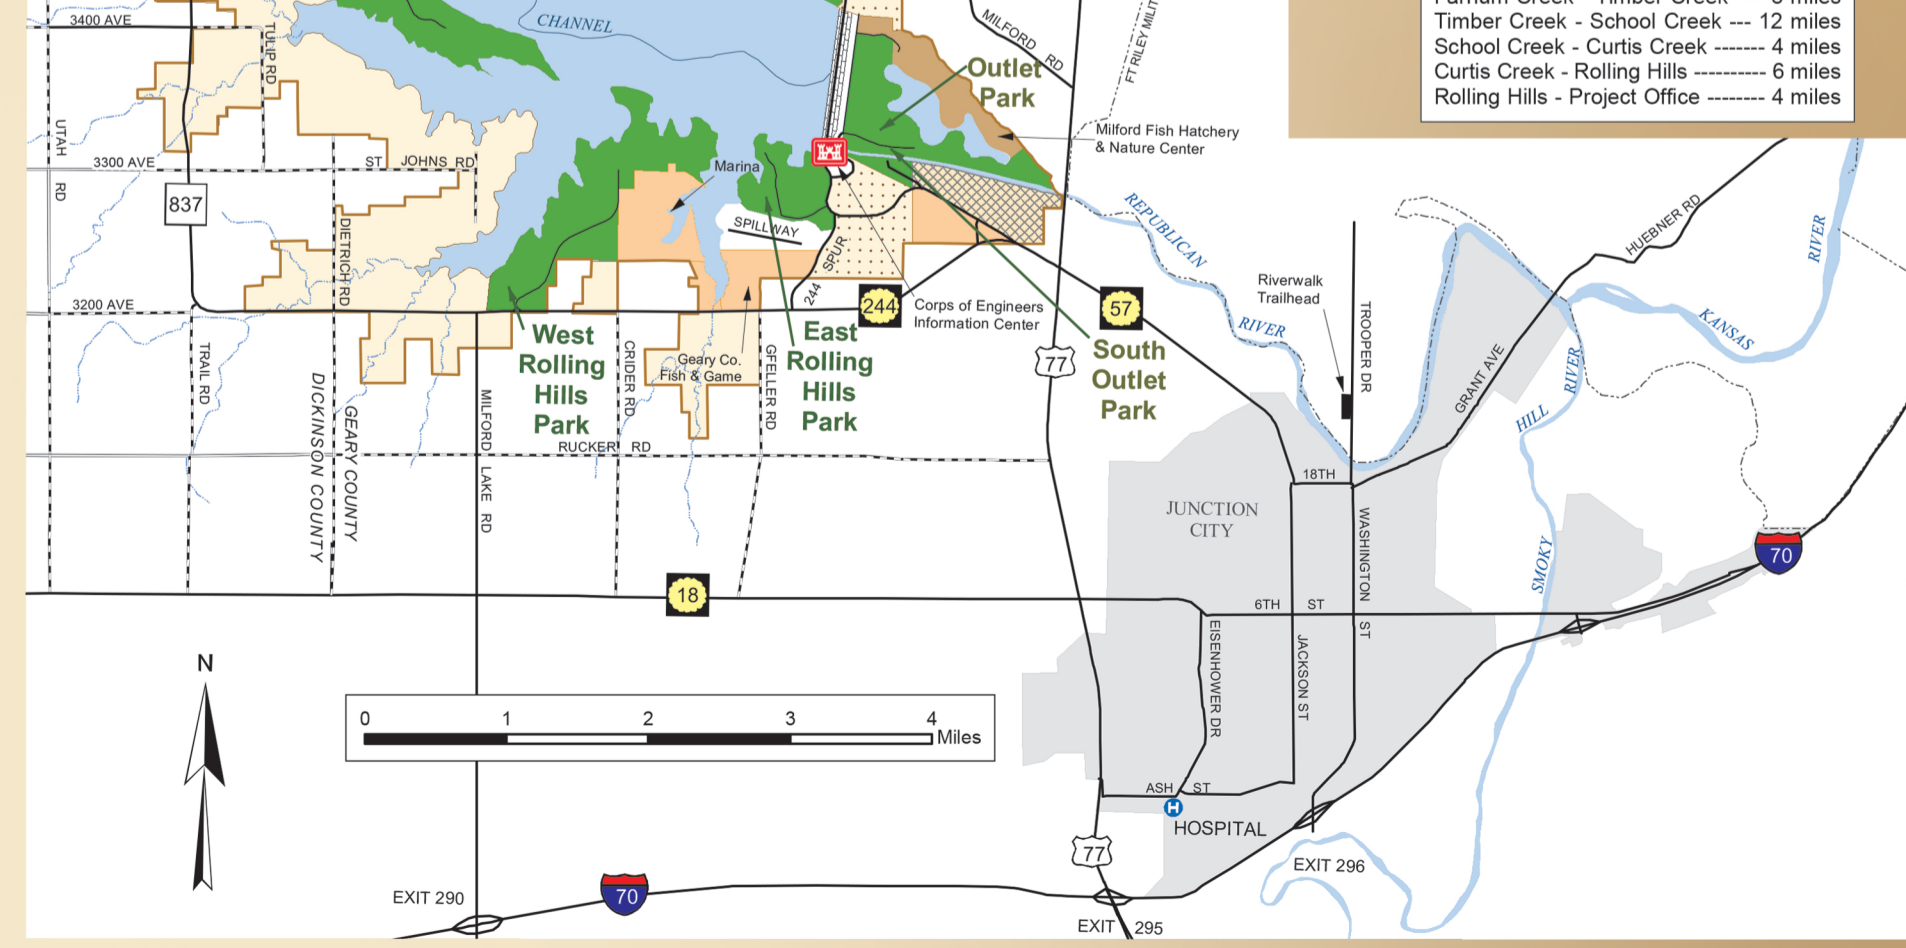 3400 AVE
TULIP RD
CHANNEL
MILFORD RD
Timber Creek - School Creek --- 12 miles
School Creek - Curtis Creek ------- 4 miles
Curtis Creek - Rolling Hills ---------- 6 miles
Rolling Hills - Project Office -------- 4 miles
Outlet
Park
Milford Fish Hatchery
& Nature Center
UTAH RD
3300 AVE
ST JOHNS RD
Marina
837
DIETRICH RD
SPILLWAY
244 SPUR
REPUBLICAN
RIVER
HUEBNER RD
RIVER
KANSAS
Riverwalk
Trailhead
TROOPER DR
3200 AVE
244
Corps of Engineers
Information Center
57
77
West
Rolling
Hills
Park
East
Rolling
Hills
Park
South
Outlet
Park
Geary Co.
Fish & Game
TRAIL RD
CRIDER RD
GFELLER RD
GRANT AVE
HILL
RIVER
SMOKY
DICKINSON COUNTY
GEARY COUNTY
MILFORD LAKE RD
RUCKER RD
18TH
JUNCTION
CITY
WASHINGTON ST
70
18
6TH ST
EISENHOWER DR
JACKSON ST
N
0 1 2 3 4
Miles
ASH ST
H
HOSPITAL
77
EXIT 296
EXIT 290
70
EXIT 295